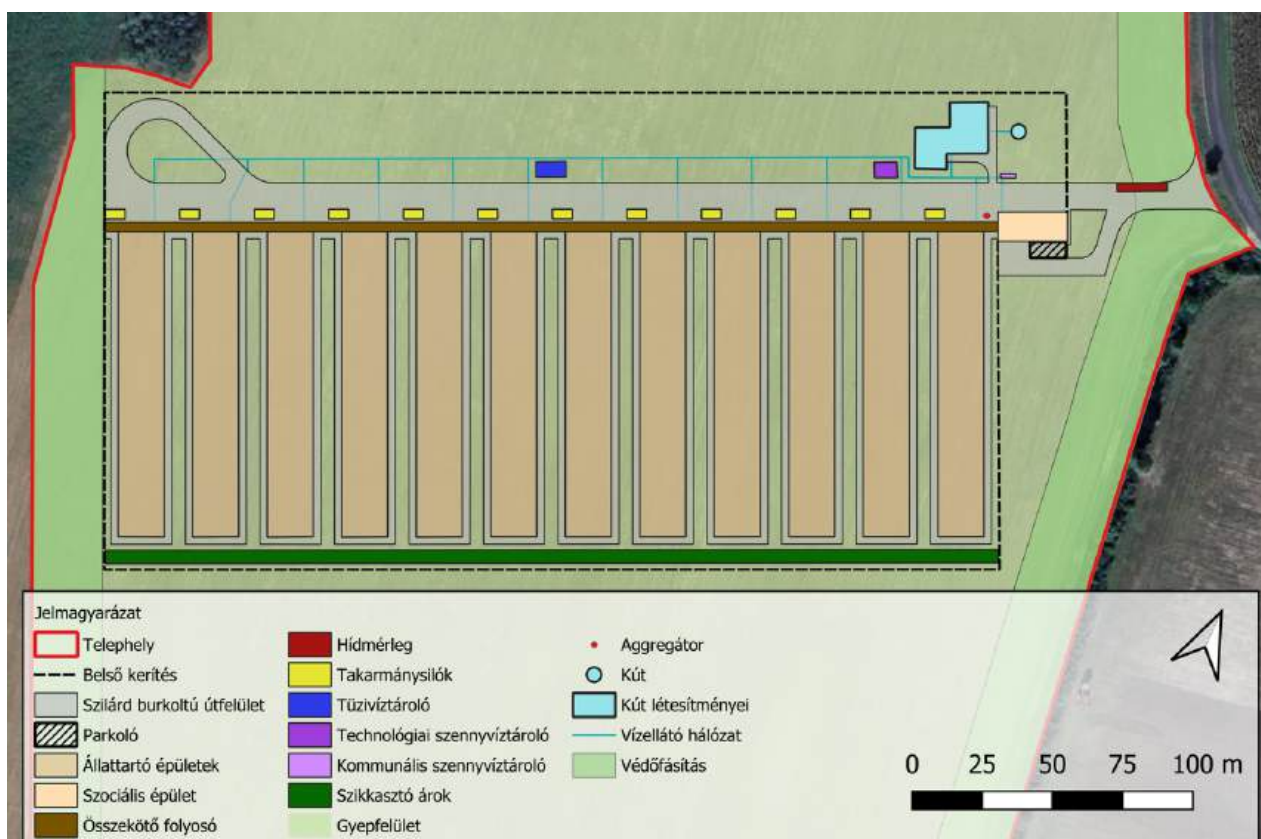 Jelmagyarázat
Telephely
Belső kerítés
Szilárd burkoltú útfelület
Parkoló
Állattartó épületek
Szociális épület
Összekötő folyosó
Hídmérleg
Takarmánysilók
Tüzivíztároló
Technológiai szennyvíztároló
Kommunális szennyvíztároló
Szikkasztó árok
Gyepfelület
Aggregátor
Kút
Kút létesítményei
Vízellátó hálózat
Védőfásítás
0 25 50 75 100 m